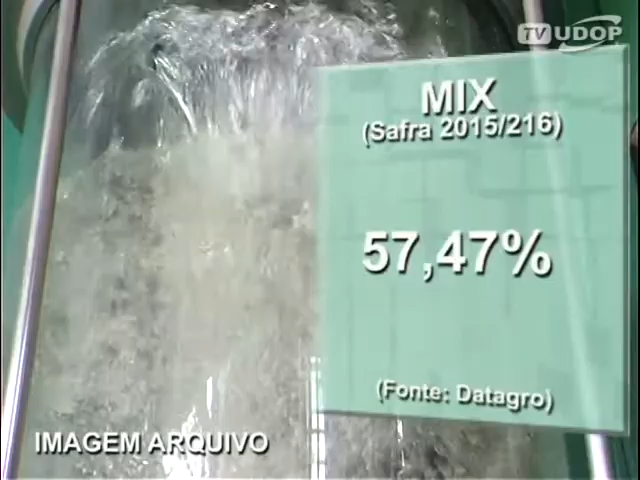 TV UDOP
MIX
(Safra 2015/216)
57,47%
(Fonte: Datagro)
IMAGEM ARQUIVO